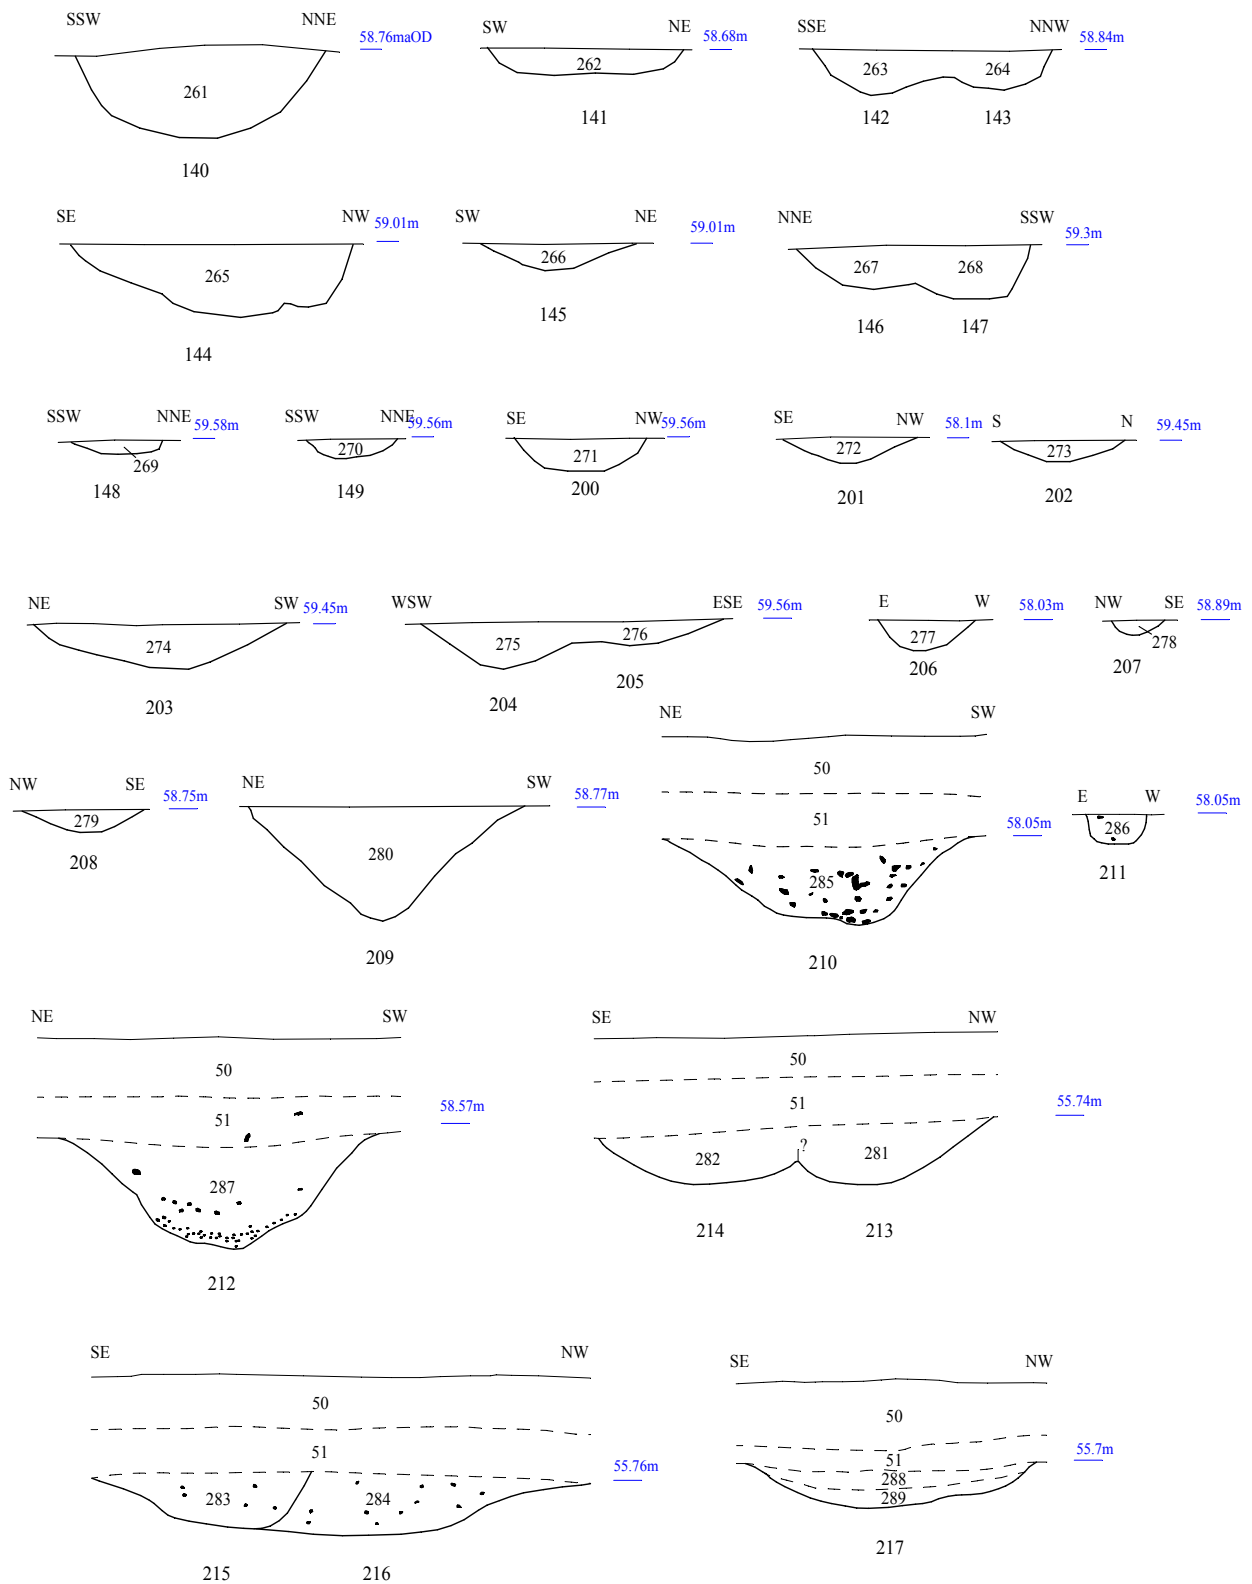 SSW NNE 58.76maOD
261
140
SW NE 58.68m
262
141
SSE NNW 58.84m
263 264
142 143
SE NW 59.01m
265
144
SW NE 59.01m
266
145
NNE SSW 59.3m
267 268
146 147
SSW NNE 59.58m
269
148
SSW NNE 59.56m
270
149
SE NW 59.56m
271
200
SE NW 58.1m
272
201
S N 59.45m
273
202
NE SW 59.45m
274
203
WSW ESE 59.56m
275 276
204 205
E W 58.03m
277
206
NW SE 58.89m
278
207
NW SE 58.75m
279
208
NE SW 58.77m
280
209
NE SW
50
51
58.05m
285
210
E W 58.05m
286
211
NE SW
50
51
58.57m
287
212
SE NW
50
51
55.74m
?
282 281
214 213
SE NW
50
51
55.76m
283 284
215 216
SE NW
50
51
55.7m
288
289
217